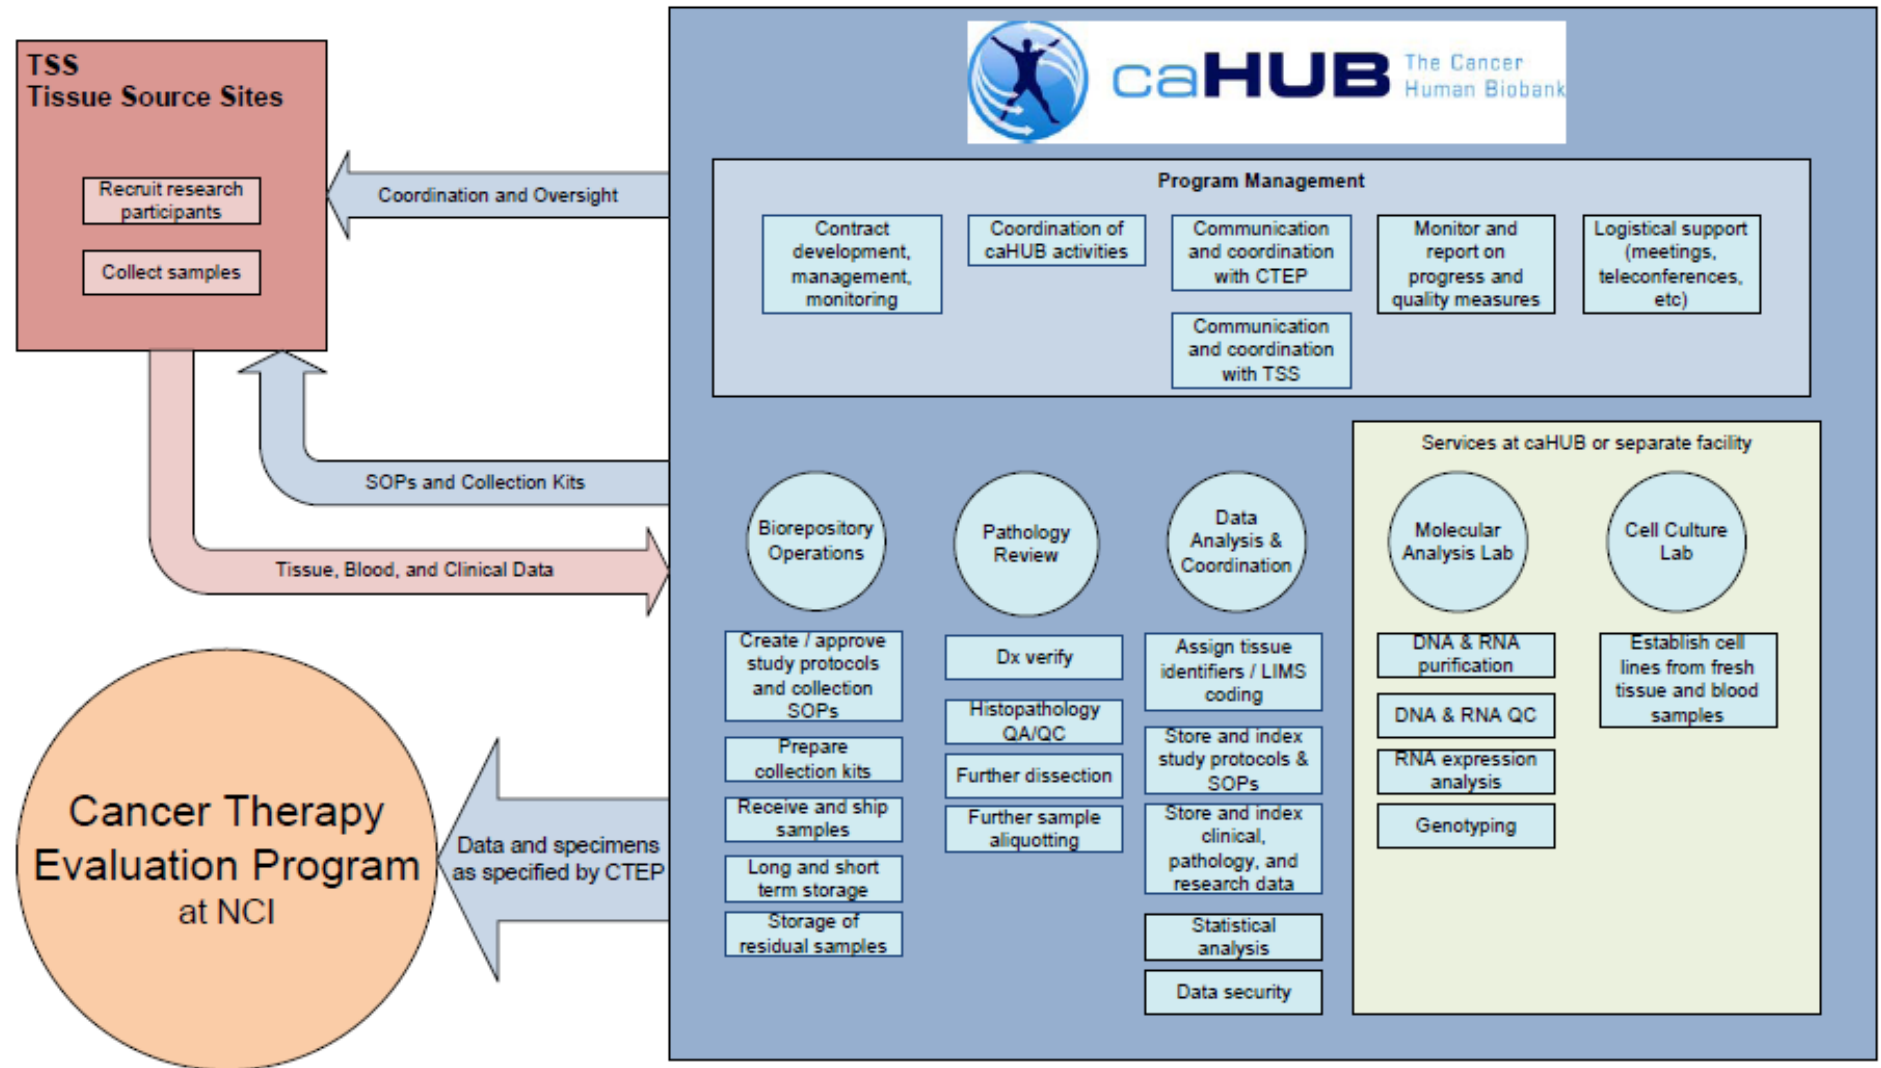 TSS
Tissue Source Sites
Recruit research
participants
Collect samples
Coordination and Oversight
SOPs and Collection Kits
Tissue, Blood, and Clinical Data
Cancer Therapy
Evaluation Program
at NCI
Data and specimens
as specified by CTEP
caHUB
The Cancer
Human Biobank
Program Management
Contract
development,
management,
monitoring
Coordination of
caHUB activities
Communication
and coordination
with CTEP
Communication
and coordination
with TSS
Monitor and
report on
progress and
quality measures
Logistical support
(meetings,
teleconferences,
etc)
Biorepository
Operations
Create / approve
study protocols
and collection
SOPs
Prepare
collection kits
Receive and ship
samples
Long and short
term storage
Storage of
residual samples
Pathology
Review
Dx verify
Histopathology
QA/QC
Further dissection
Further sample
aliquotting
Data
Analysis &
Coordination
Assign tissue
identifiers / LIMS
coding
Store and index
study protocols &
SOPs
Store and index
clinical,
pathology, and
research data
Statistical
analysis
Data security
Services at caHUB or separate facility
Molecular
Analysis Lab
DNA & RNA
purification
DNA & RNA QC
RNA expression
analysis
Genotyping
Cell Culture
Lab
Establish cell
lines from fresh
tissue and blood
samples